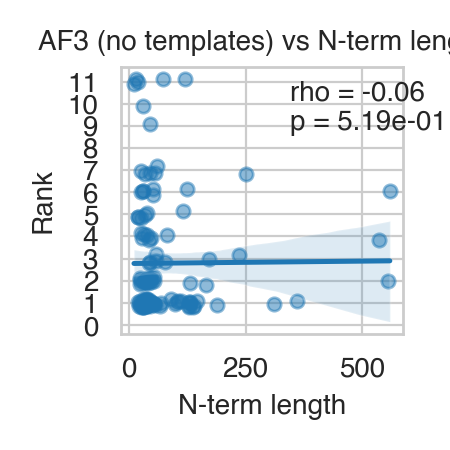 AF3 (no templates) vs N-term leng
rho = -0.06
p = 5.19e-01
Rank
11
10
9
8
7
6
5
4
3
2
1
0
0 250 500
N-term length